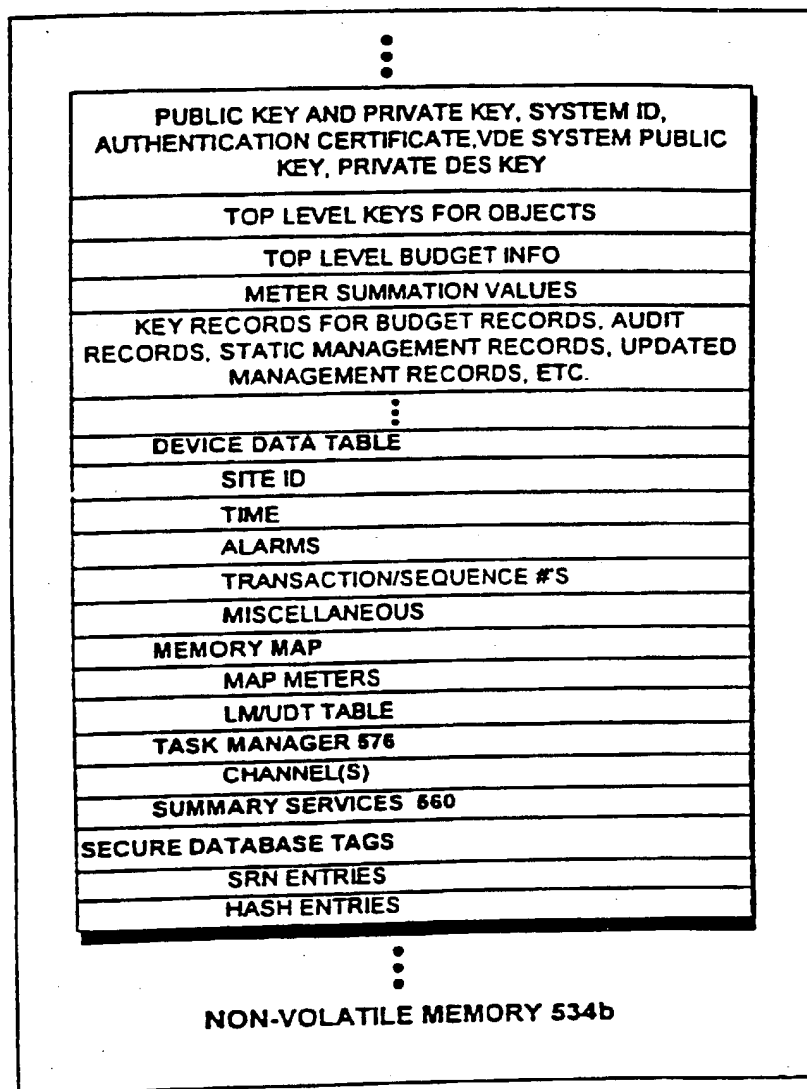 PUBLIC KEY AND PRIVATE KEY, SYSTEM ID,
AUTHENTICATION CERTIFICATE,VDE SYSTEM PUBLIC
KEY, PRIVATE DES KEY
TOP LEVEL KEYS FOR OBJECTS
TOP LEVEL BUDGET INFO
METER SUMMATION VALUES
KEY RECORDS FOR BUDGET RECORDS, AUDIT
RECORDS, STATIC MANAGEMENT RECORDS, UPDATED
MANAGEMENT RECORDS, ETC.
DEVICE DATA TABLE
SITE ID
TIME
ALARMS
TRANSACTION/SEQUENCE #'S
MISCELLANEOUS
MEMORY MAP
MAP METERS
LM/UDT TABLE
TASK MANAGER 576
CHANNEL(S)
SUMMARY SERVICES 560
SECURE DATABASE TAGS
SRN ENTRIES
HASH ENTRIES
NON-VOLATILE MEMORY 534b